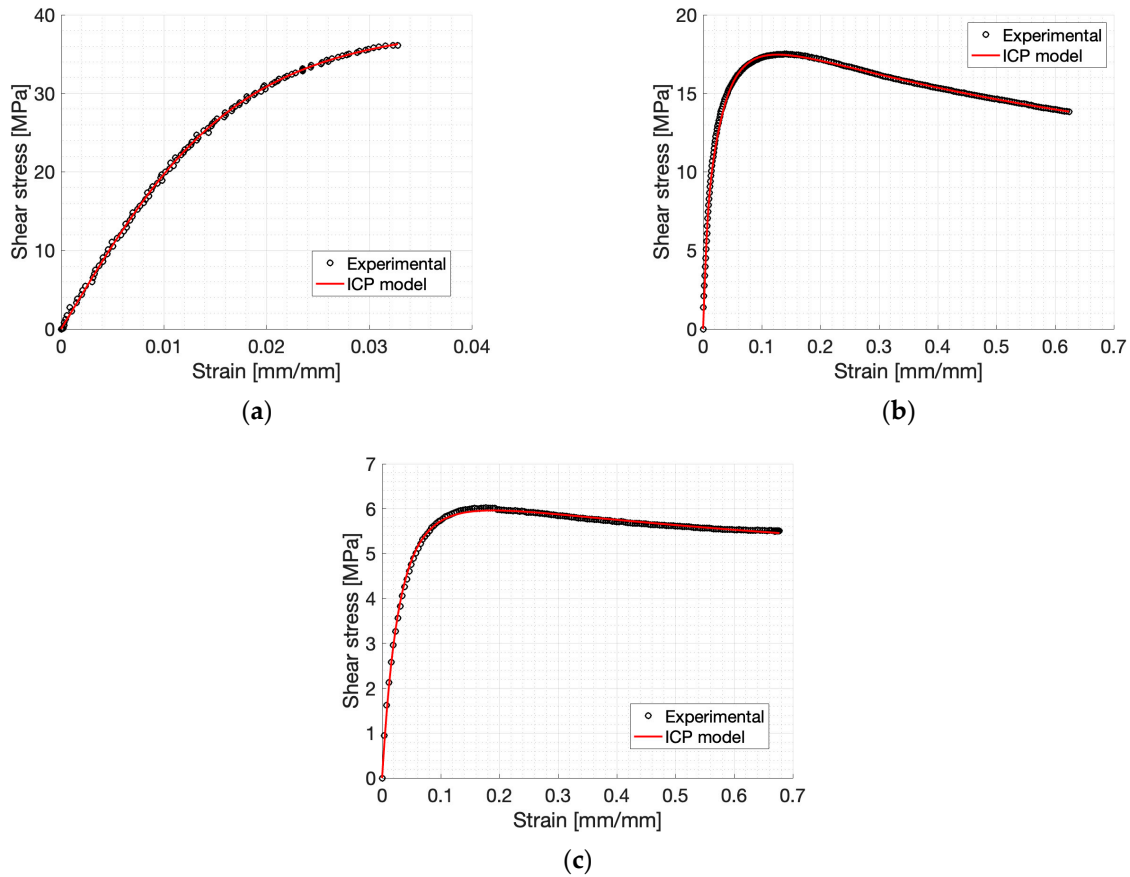 40
30
20
10
0
Shear stress [MPa]
Experimental
ICP model
0 0.01 0.02 0.03 0.04
Strain [mm/mm]
(a)
20
15
10
5
0
Shear stress [MPa]
Experimental
ICP model
0 0.1 0.2 0.3 0.4 0.5 0.6 0.7
Strain [mm/mm]
(b)
7
6
5
4
3
2
1
0
Shear stress [MPa]
Experimental
ICP model
0 0.1 0.2 0.3 0.4 0.5 0.6 0.7
Strain [mm/mm]
(c)